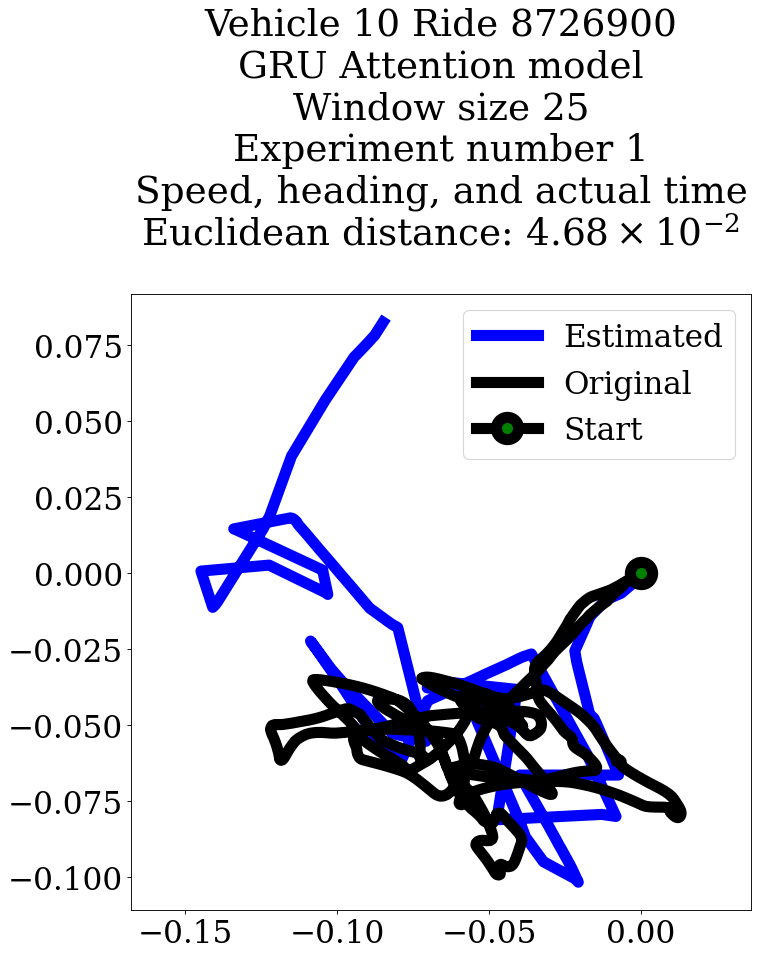 Vehicle 10 Ride 8726900
GRU Attention model
Window size 25
Experiment number 1
Speed, heading, and actual time
Euclidean distance: 4.68 × 10⁻²
Estimated
Original
Start
0.075
0.050
0.025
0.000
−0.025
−0.050
−0.075
−0.100
−0.15
−0.10
−0.05
0.00